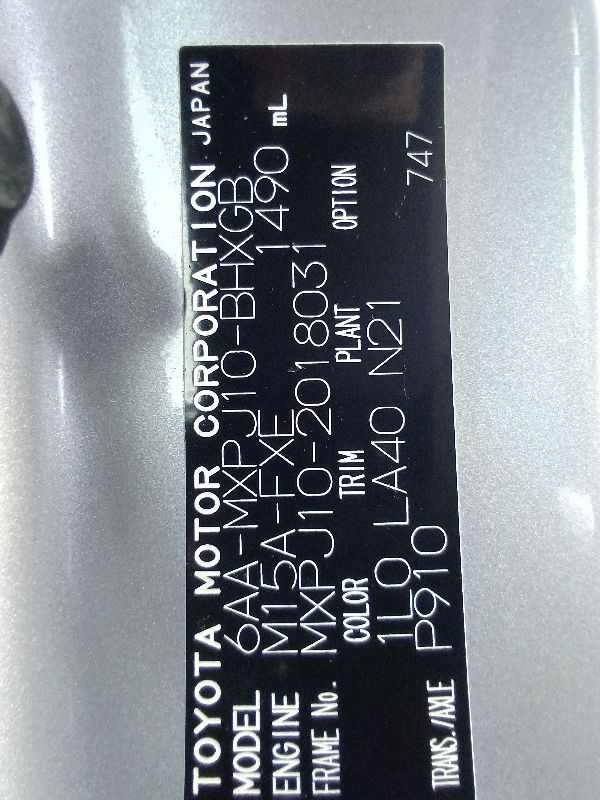 TOYOTA MOTOR CORPORATION JAPAN
MODEL 6AA-MXPJ10-BHXGB
ENGINE M15A-FXE 1490 mL
FRAME No. MXPJ10-2018031
COLOR TRIM PLANT OPTION
1L0 LA40 N21
TRANS./AXLE P910 747